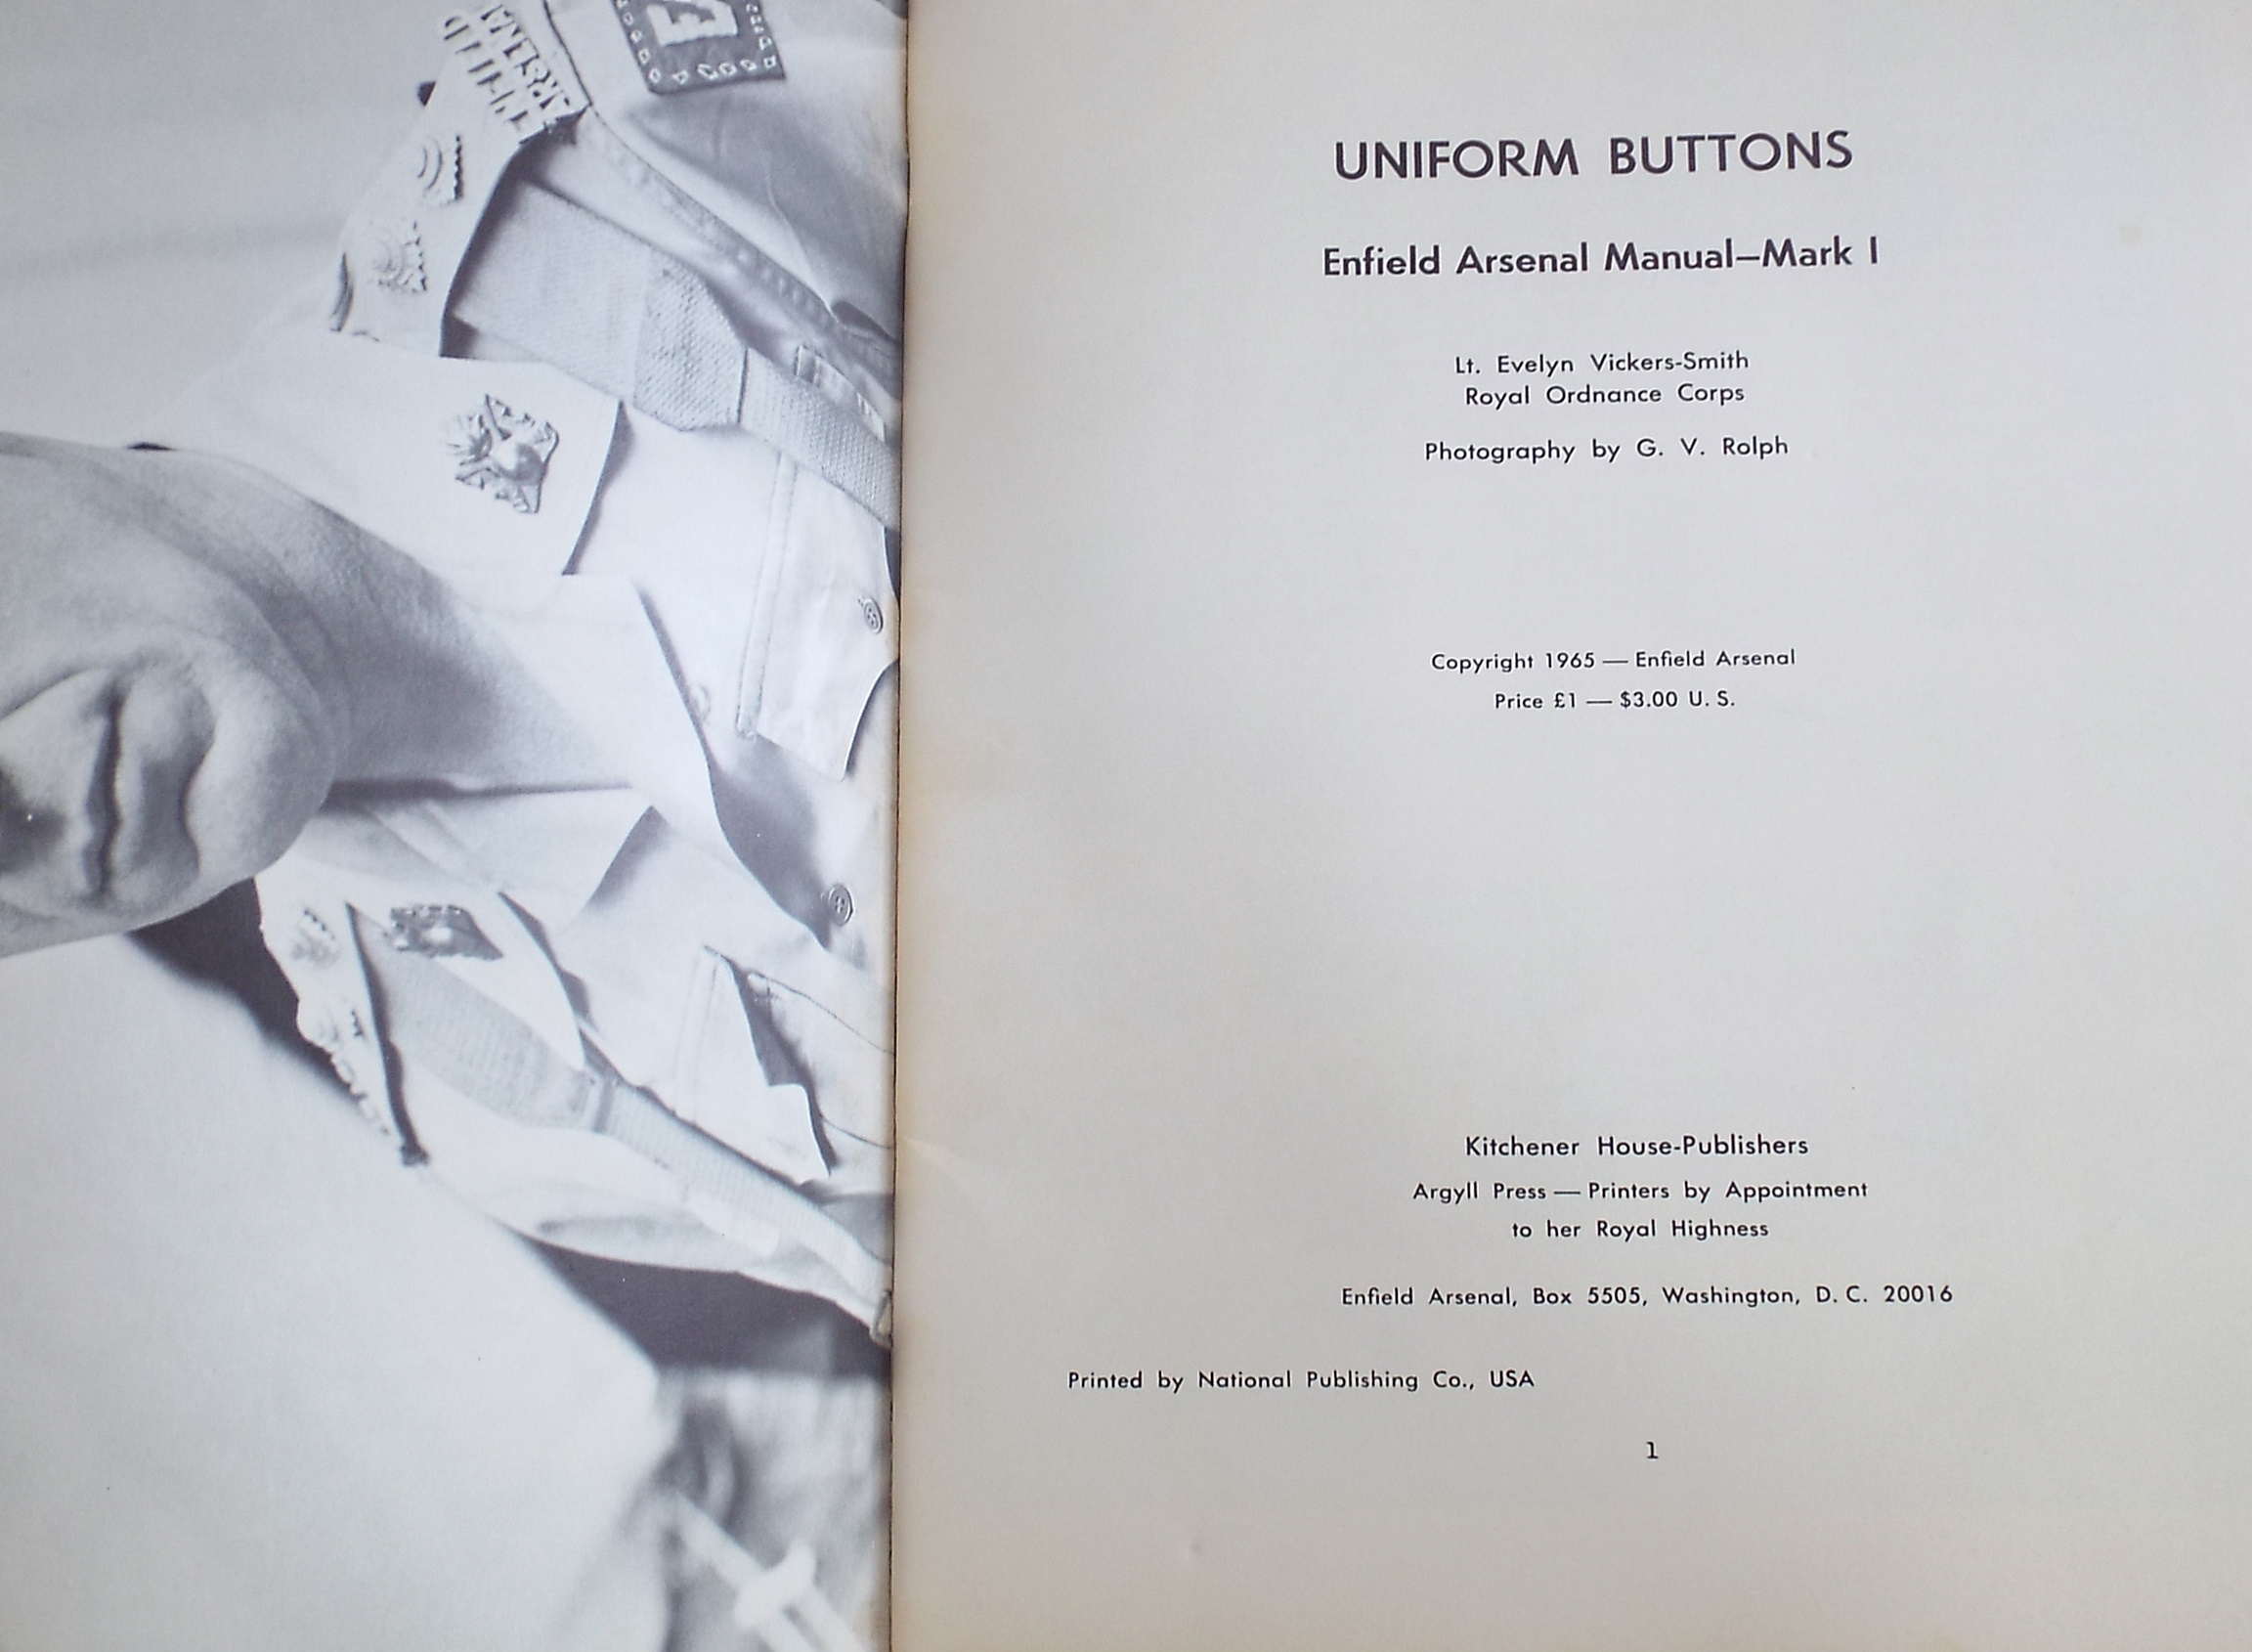 ARSENAL
UNIFORM BUTTONS
Enfield Arsenal Manual—Mark I
Lt. Evelyn Vickers-Smith
Royal Ordnance Corps
Photography by G. V. Rolph
Copyright 1965 — Enfield Arsenal
Price £1 — $3.00 U. S.
Kitchener House-Publishers
Argyll Press — Printers by Appointment
to her Royal Highness
Enfield Arsenal, Box 5505, Washington, D. C. 20016
Printed by National Publishing Co., USA
1